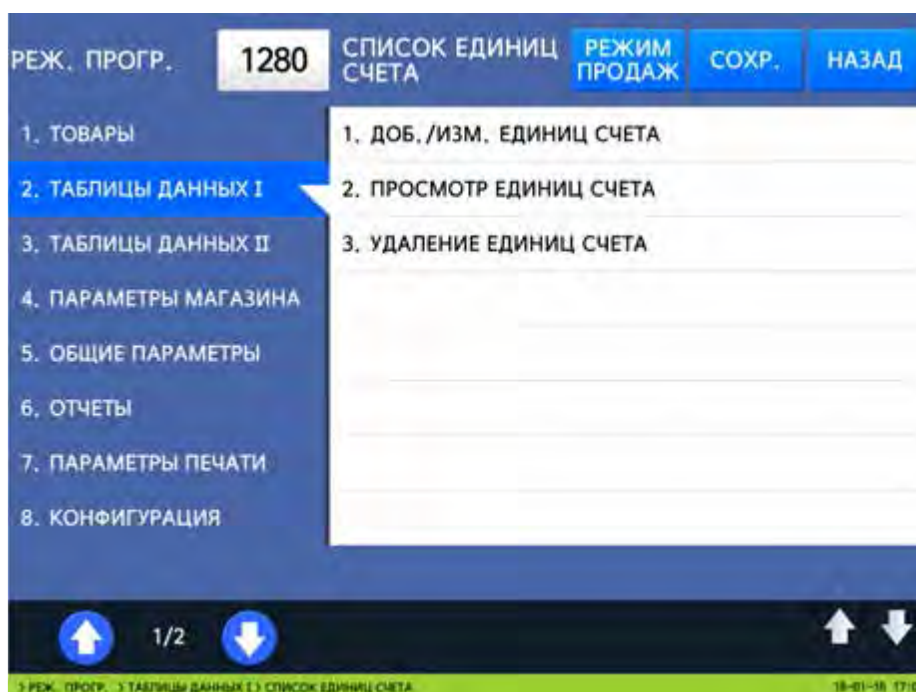 РЕЖ. ПРОГР.
1280
СПИСОК ЕДИНИЦ
СЧЕТА
РЕЖИМ
ПРОДАЖ
СОХР.
НАЗАД
1. ТОВАРЫ
2. ТАБЛИЦЫ ДАННЫХ I
3. ТАБЛИЦЫ ДАННЫХ II
4. ПАРАМЕТРЫ МАГАЗИНА
5. ОБЩИЕ ПАРАМЕТРЫ
6. ОТЧЕТЫ
7. ПАРАМЕТРЫ ПЕЧАТИ
8. КОНФИГУРАЦИЯ
1. ДОБ./ИЗМ. ЕДИНИЦ СЧЕТА
2. ПРОСМОТР ЕДИНИЦ СЧЕТА
3. УДАЛЕНИЕ ЕДИНИЦ СЧЕТА
1/2
> РЕЖ. ПРОГР. > ТАБЛИЦЫ ДАННЫХ I > СПИСОК ЕДИНИЦ СЧЕТА